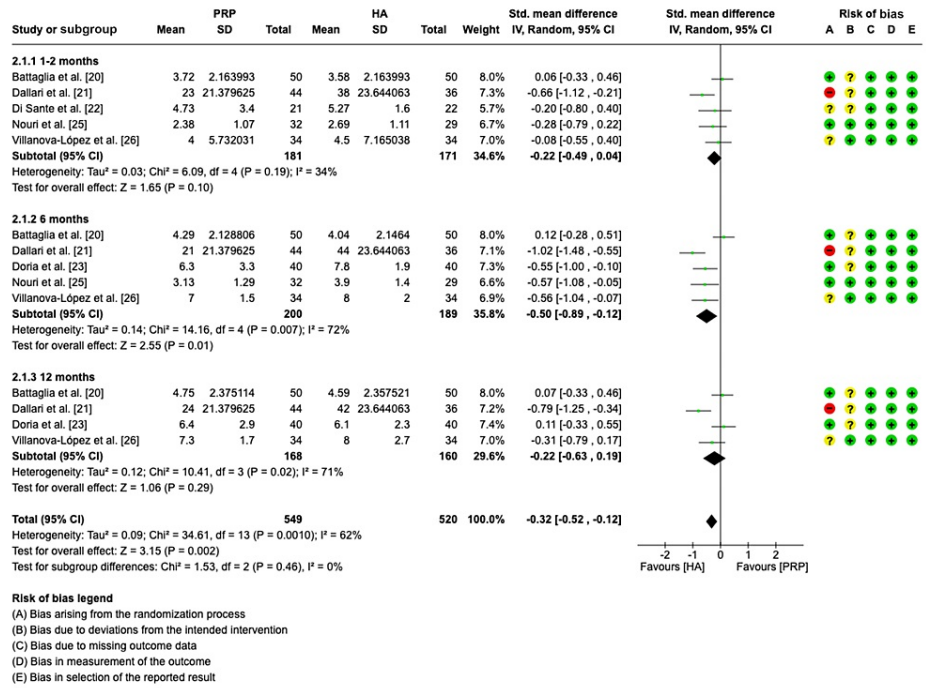 PRP HA Std. mean difference Std. mean difference Risk of bias
Study or subgroup Mean SD Total Mean SD Total Weight IV, Random, 95% CI IV, Random, 95% CI A B C D E
2.1.1 1-2 months
Battaglia et al. [20] 3.72 2.163993 50 3.58 2.163993 50 8.0% 0.06 [-0.33 , 0.46] + ? + + +
Dallari et al. [21] 23 21.379625 44 38 23.644063 36 7.3% -0.66 [-1.12 , -0.21] − ? + + +
Di Sante et al. [22] 4.73 3.4 21 5.27 1.6 22 5.7% -0.20 [-0.80 , 0.40] ? ? + + +
Nouri et al. [25] 2.38 1.07 32 2.69 1.11 29 6.7% -0.28 [-0.79 , 0.22] + + + + +
Villanova-López et al. [26] 4 5.732031 34 4.5 7.165038 34 7.0% -0.08 [-0.55 , 0.40] ? + + + +
Subtotal (95% CI) 181 171 34.6% -0.22 [-0.49 , 0.04]
Heterogeneity: Tau² = 0.03; Chi² = 6.09, df = 4 (P = 0.19); I² = 34%
Test for overall effect: Z = 1.65 (P = 0.10)
2.1.2 6 months
Battaglia et al. [20] 4.29 2.128806 50 4.04 2.1464 50 8.0% 0.12 [-0.28 , 0.51] + ? + + +
Dallari et al. [21] 21 21.379625 44 44 23.644063 36 7.1% -1.02 [-1.48 , -0.55] − ? + + +
Doria et al. [23] 6.3 3.3 40 7.8 1.9 40 7.3% -0.55 [-1.00 , -0.10] + ? + + +
Nouri et al. [25] 3.13 1.29 32 3.9 1.4 29 6.6% -0.57 [-1.08 , -0.05] + + + + +
Villanova-López et al. [26] 7 1.5 34 8 2 34 6.9% -0.56 [-1.04 , -0.07] ? + + + +
Subtotal (95% CI) 200 189 35.8% -0.50 [-0.89 , -0.12]
Heterogeneity: Tau² = 0.14; Chi² = 14.16, df = 4 (P = 0.007); I² = 72%
Test for overall effect: Z = 2.55 (P = 0.01)
2.1.3 12 months
Battaglia et al. [20] 4.75 2.375114 50 4.59 2.357521 50 8.0% 0.07 [-0.33 , 0.46] + ? + + +
Dallari et al. [21] 24 21.379625 44 42 23.644063 36 7.2% -0.79 [-1.25 , -0.34] − ? + + +
Doria et al. [23] 6.4 2.9 40 6.1 2.3 40 7.4% 0.11 [-0.33 , 0.55] + ? + + +
Villanova-López et al. [26] 7.3 1.7 34 8 2.7 34 7.0% -0.31 [-0.79 , 0.17] ? + + + +
Subtotal (95% CI) 168 160 29.6% -0.22 [-0.63 , 0.19]
Heterogeneity: Tau² = 0.12; Chi² = 10.41, df = 3 (P = 0.02); I² = 71%
Test for overall effect: Z = 1.06 (P = 0.29)
Total (95% CI) 549 520 100.0% -0.32 [-0.52 , -0.12]
Heterogeneity: Tau² = 0.09; Chi² = 34.61, df = 13 (P = 0.0010); I² = 62%
Test for overall effect: Z = 3.15 (P = 0.002) -2 -1 0 1 2
Test for subgroup differences: Chi² = 1.53, df = 2 (P = 0.46), I² = 0% Favours [HA] Favours [PRP]
Risk of bias legend
(A) Bias arising from the randomization process
(B) Bias due to deviations from the intended intervention
(C) Bias due to missing outcome data
(D) Bias in measurement of the outcome
(E) Bias in selection of the reported result